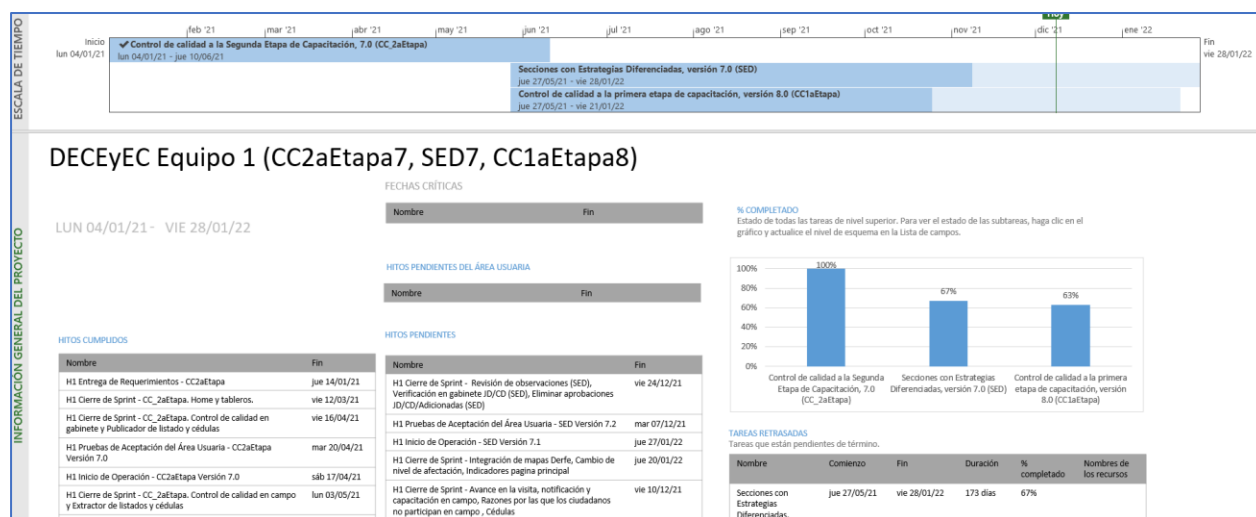 ESCALA DE TIEMPO
Hoy
feb '21 mar '21 abr '21 may '21 jun '21 jul '21 ago '21 sep '21 oct '21 nov '21 dic '21 ene '22
Inicio
lun 04/01/21
Control de calidad a la Segunda Etapa de Capacitación, 7.0 (CC_2aEtapa)
lun 04/01/21 - jue 10/06/21
Fin
vie 28/01/22
Secciones con Estrategias Diferenciadas, versión 7.0 (SED)
jue 27/05/21 - vie 28/01/22
Control de calidad a la primera etapa de capacitación, versión 8.0 (CC1aEtapa)
jue 27/05/21 - vie 21/01/22
INFORMACIÓN GENERAL DEL PROYECTO
DECEyEC Equipo 1 (CC2aEtapa7, SED7, CC1aEtapa8)
LUN 04/01/21 - VIE 28/01/22
HITOS CUMPLIDOS
Nombre Fin
H1 Entrega de Requerimientos - CC2aEtapa jue 14/01/21
H1 Cierre de Sprint - CC_2aEtapa. Home y tableros. vie 12/03/21
H1 Cierre de Sprint - CC_2aEtapa. Control de calidad en vie 16/04/21
gabinete y Publicador de listado y cédulas
H1 Pruebas de Aceptación del Área Usuaria - CC2aEtapa mar 20/04/21
Versión 7.0
H1 Inicio de Operación - CC2aEtapa Versión 7.0 sáb 17/04/21
H1 Cierre de Sprint - CC_2aEtapa. Control de calidad en campo lun 03/05/21
y Extractor de listados y cédulas
FECHAS CRÍTICAS
Nombre Fin
HITOS PENDIENTES DEL ÁREA USUARIA
Nombre Fin
HITOS PENDIENTES
Nombre Fin
H1 Cierre de Sprint - Revisión de observaciones (SED), vie 24/12/21
Verificación en gabinete JD/CD (SED), Eliminar aprobaciones
JD/CD/Adicionadas (SED)
H1 Pruebas de Aceptación del Área Usuaria - SED Versión 7.2 mar 07/12/21
H1 Inicio de Operación - SED Versión 7.1 jue 27/01/22
H1 Cierre de Sprint - Integración de mapas Derfe, Cambio de jue 20/01/22
nivel de afectación, Indicadores pagina principal
H1 Cierre de Sprint - Avance en la visita, notificación y vie 10/12/21
capacitación en campo, Razones por las que los ciudadanos
no participan en campo , Cédulas
% COMPLETADO
Estado de todas las tareas de nivel superior. Para ver el estado de las subtareas, haga clic en el
gráfico y actualice el nivel de esquema en la Lista de campos.
100%
80%
60%
40%
20%
0%
100%
67%
63%
Control de calidad a la Segunda
Etapa de Capacitación, 7.0
(CC_2aEtapa)
Secciones con Estrategias
Diferenciadas, versión 7.0 (SED)
Control de calidad a la primera
etapa de capacitación, versión
8.0 (CC1aEtapa)
TAREAS RETRASADAS
Tareas que están pendientes de término.
Nombre Comienzo Fin Duración % completado Nombres de los recursos
Secciones con jue 27/05/21 vie 28/01/22 173 días 67%
Estrategias
Diferenciadas,